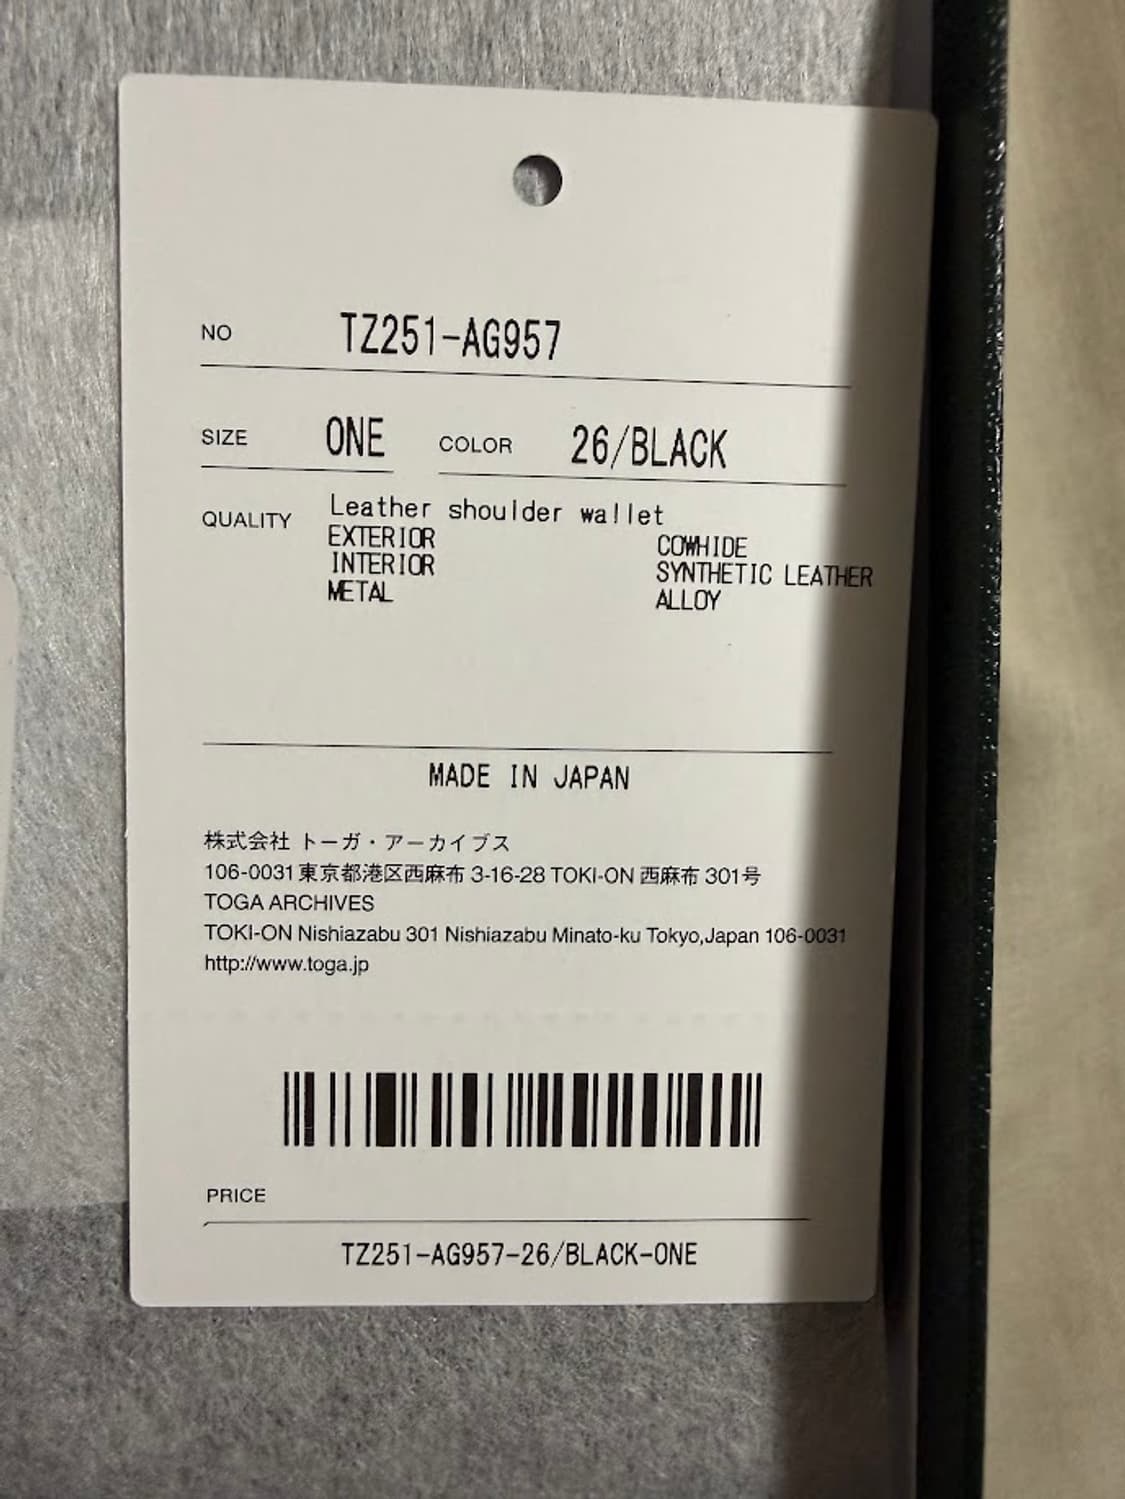 NO TZ251-AG957
SIZE ONE COLOR 26/BLACK
QUALITY Leather shoulder wallet
EXTERIOR COWHIDE
INTERIOR SYNTHETIC LEATHER
METAL ALLOY
MADE IN JAPAN
株式会社 トーガ・アーカイブス
106-0031東京都港区西麻布 3-16-28 TOKI-ON 西麻布 301号
TOGA ARCHIVES
TOKI-ON Nishiazabu 301 Nishiazabu Minato-ku Tokyo,Japan 106-0031
http://www.toga.jp
PRICE
TZ251-AG957-26/BLACK-ONE